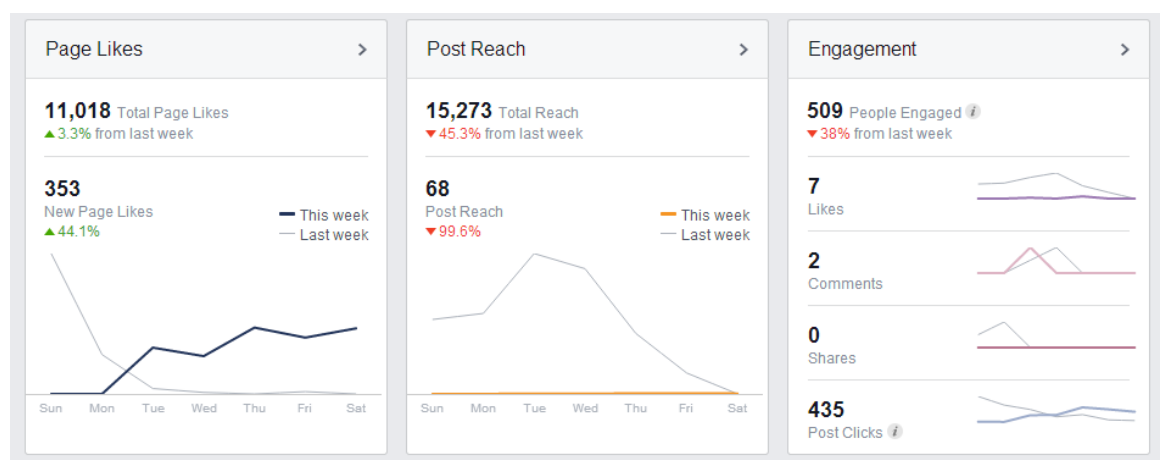 Page Likes >
11,018 Total Page Likes
▲ 3.3% from last week
353
New Page Likes
▲ 44.1%
This week
Last week
Sun Mon Tue Wed Thu Fri Sat
Post Reach >
15,273 Total Reach
▼ 45.3% from last week
68
Post Reach
▼ 99.6%
This week
Last week
Sun Mon Tue Wed Thu Fri Sat
Engagement >
509 People Engaged i
▼ 38% from last week
7
Likes
2
Comments
0
Shares
435
Post Clicks i